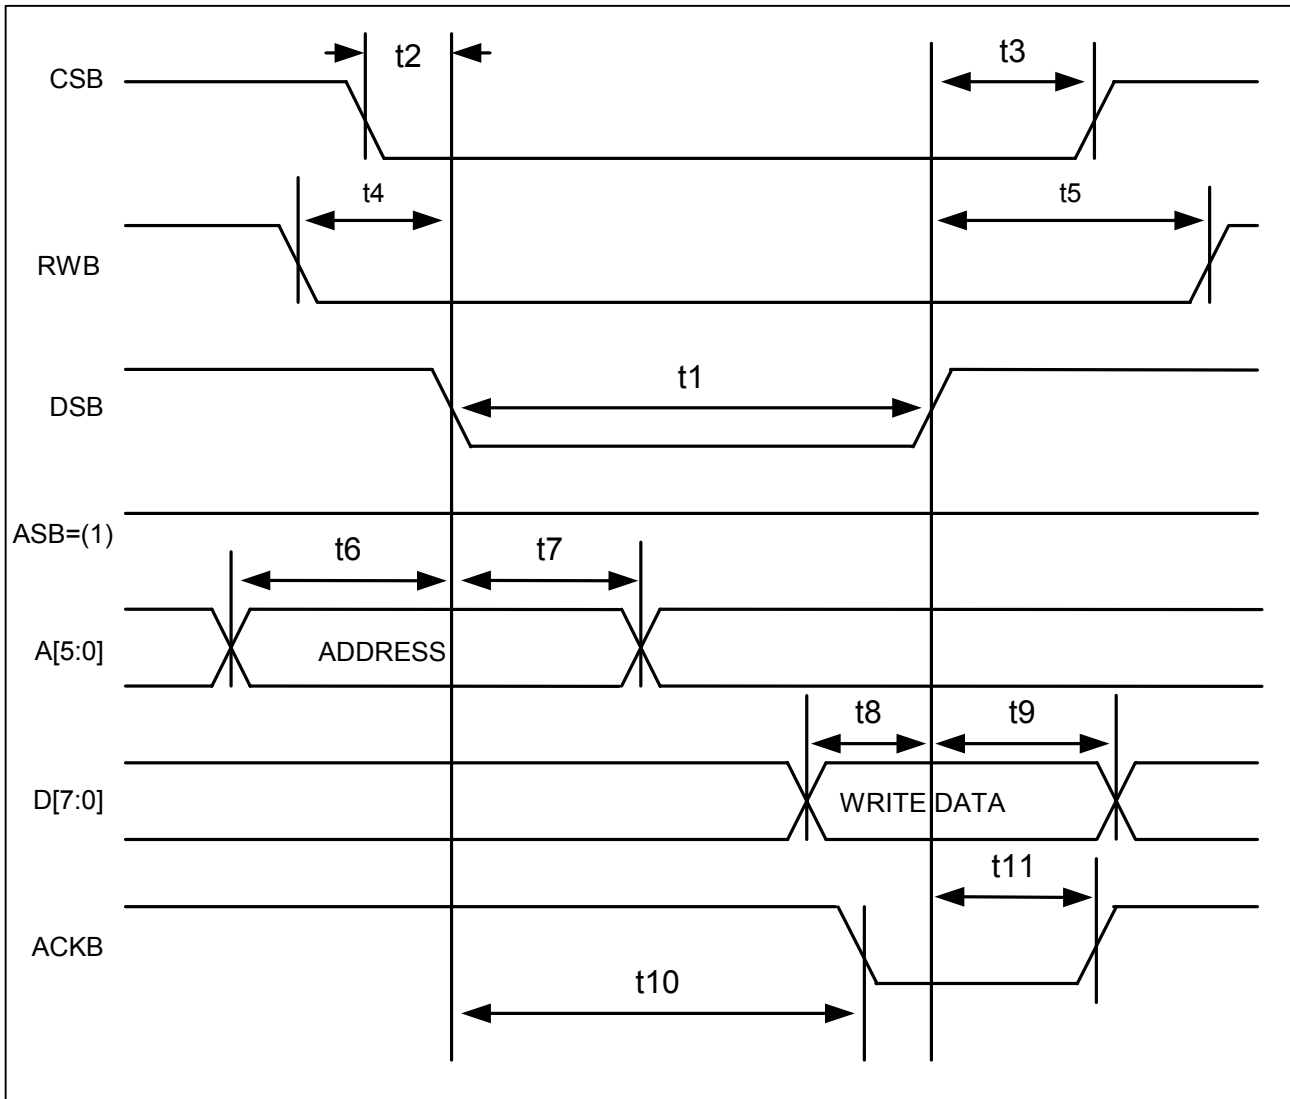 CSB
t2
t3
RWB
t4
t5
DSB
t1
ASB=(1)
t6
t7
A[5:0]
ADDRESS
t8
t9
D[7:0]
WRITE DATA
t11
ACKB
t10